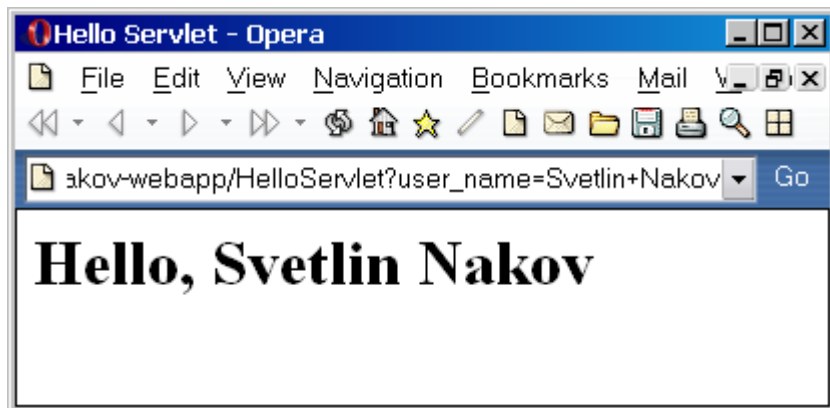 Hello Servlet - Opera
File Edit View Navigation Bookmarks Mail
akov-webapp/HelloServlet?user_name=Svetlin+Nakov Go
Hello, Svetlin Nakov